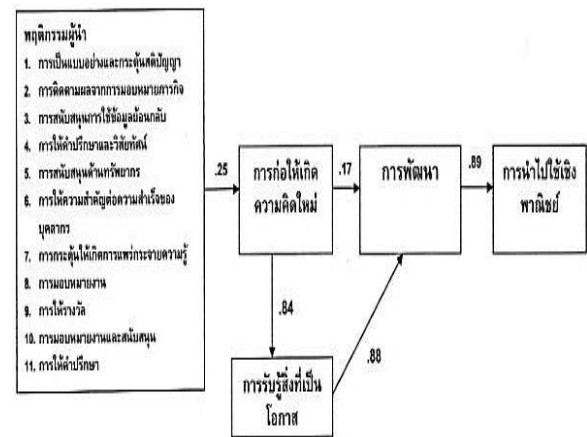 พฤติกรรมผู้นำ
1. การเป็นแบบอย่างและกระตุ้นสติปัญญา
2. การติดตามผลจากการมอบหมายภารกิจ
3. การสนับสนุนการใช้ข้อมูลย้อนกลับ
4. การให้คำปรึกษาและวิสัยทัศน์
5. การสนับสนุนด้านทรัพยากร
6. การให้ความสำคัญต่อความสำเร็จของ
บุคลากร
7. การกระตุ้นให้เกิดการแพร่กระจายความรู้
8. การมอบหมายงาน
9. การให้รางวัล
10. การมอบหมายงานและสนับสนุน
11. การให้คำปรึกษา
.25
การก่อให้เกิด
ความคิดใหม่
.17
การพัฒนา
.89
การนำไปใช้เชิง
พาณิชย์
.84
.88
การรับรู้สิ่งที่เป็น
โอกาส